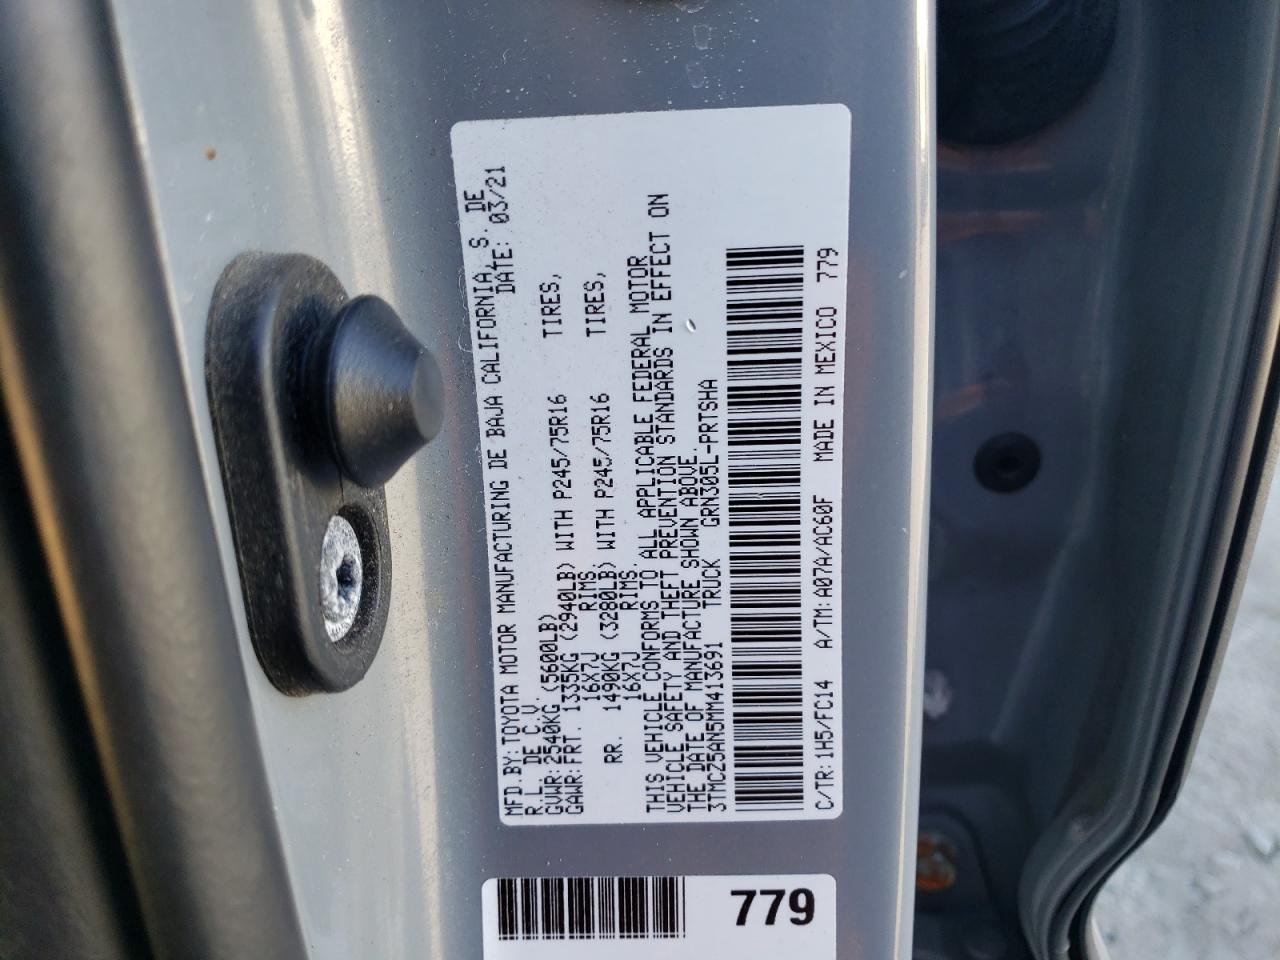 MFD.BY:TOYOTA MOTOR MANUFACTURING DE BAJA CALIFORNIA,S. DE
R.L. DE C.V. DATE: 03/21
GVWR:2540KG (5600LB)
GAWR:FRT. 1335KG (2940LB) WITH P245/75R16 TIRES,
16X7J RIMS,
RR. 1490KG (3280LB) WITH P245/75R16 TIRES,
16X7J RIMS.
THIS VEHICLE CONFORMS TO ALL APPLICABLE FEDERAL MOTOR
VEHICLE SAFETY AND THEFT PREVENTION STANDARDS IN EFFECT ON
THE DATE OF MANUFACTURE SHOWN ABOVE.
3TMCZ5AN5MM413691 TRUCK GRN305L-PRTSHA
C/TR:1H5/FC14 A/TM:A07A/AC60F MADE IN MEXICO 779
779